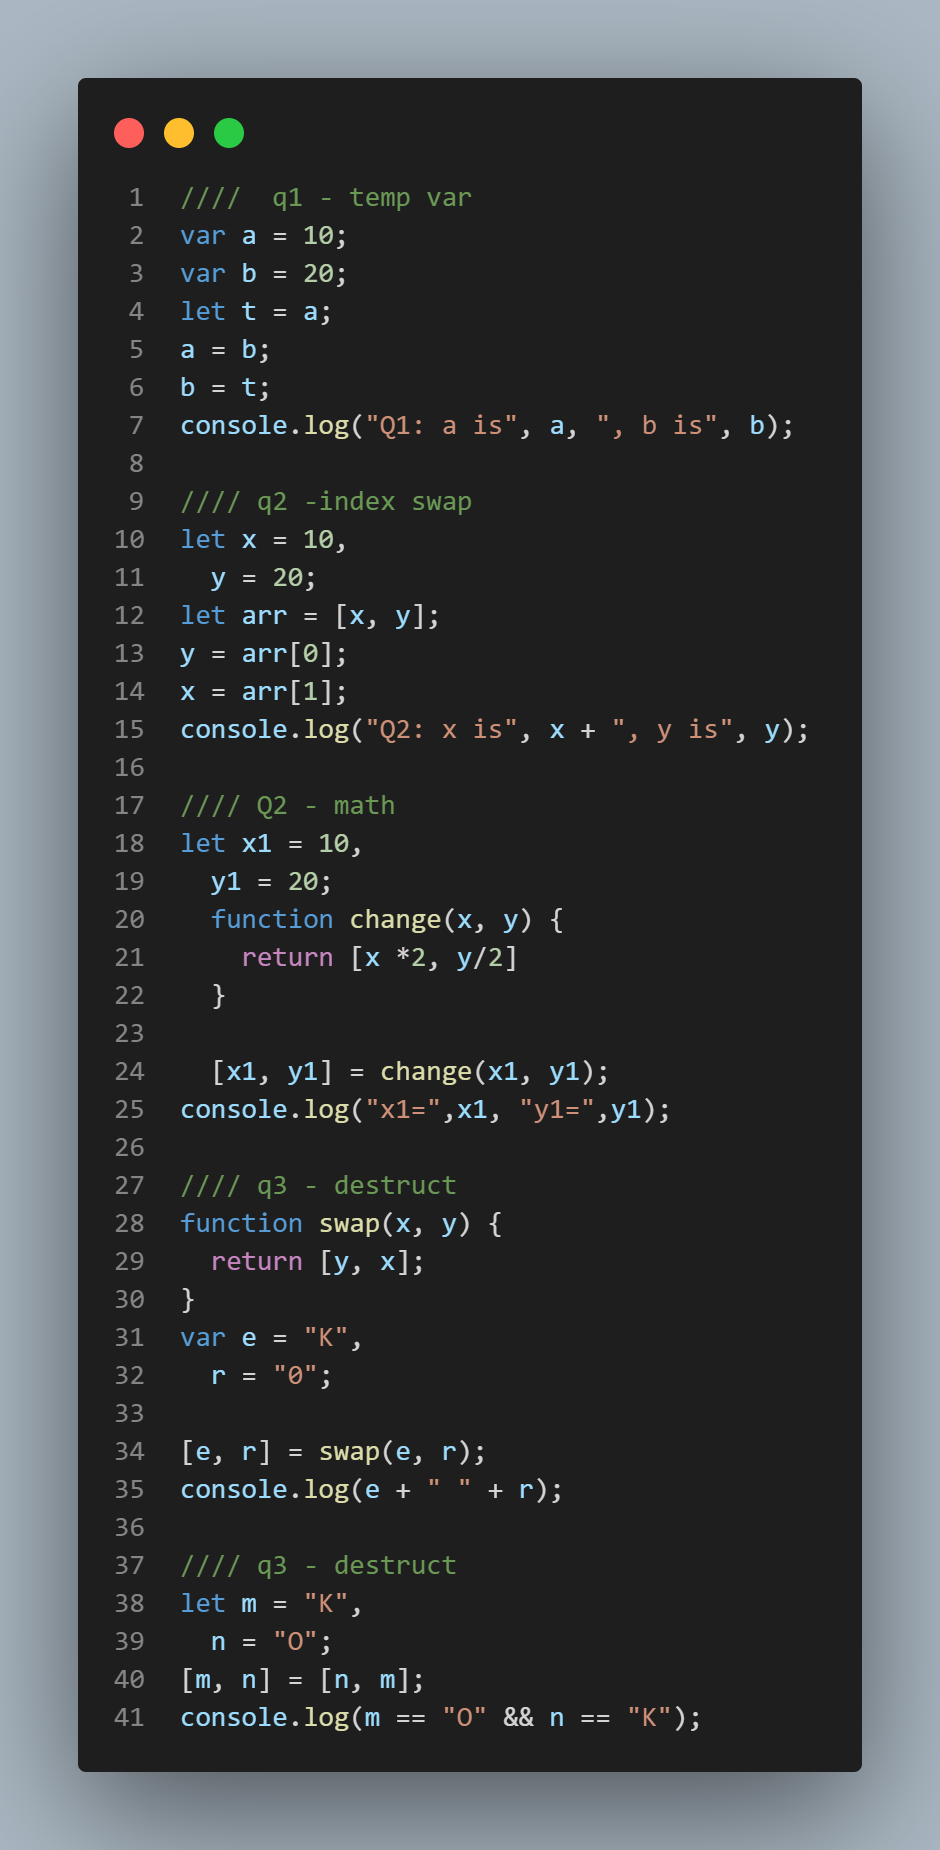 1 ////  q1 - temp var
2 var a = 10;
3 var b = 20;
4 let t = a;
5 a = b;
6 b = t;
7 console.log("Q1: a is", a, ", b is", b);
8
9 //// q2 -index swap
10 let x = 10,
11   y = 20;
12 let arr = [x, y];
13 y = arr[0];
14 x = arr[1];
15 console.log("Q2: x is", x + ", y is", y);
16
17 //// Q2 - math
18 let x1 = 10,
19   y1 = 20;
20   function change(x, y) {
21     return [x *2, y/2]
22   }
23
24   [x1, y1] = change(x1, y1);
25 console.log("x1=",x1, "y1=",y1);
26
27 //// q3 - destruct
28 function swap(x, y) {
29   return [y, x];
30 }
31 var e = "K",
32   r = "0";
33
34 [e, r] = swap(e, r);
35 console.log(e + " " + r);
36
37 //// q3 - destruct
38 let m = "K",
39   n = "O";
40 [m, n] = [n, m];
41 console.log(m == "O" && n == "K");